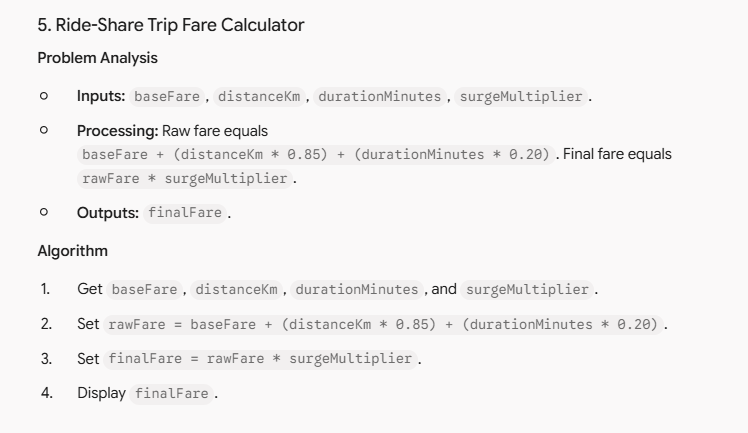 5. Ride-Share Trip Fare Calculator
Problem Analysis
Inputs: baseFare, distanceKm, durationMinutes, surgeMultiplier.
Processing: Raw fare equals
baseFare + (distanceKm * 0.85) + (durationMinutes * 0.20). Final fare equals
rawFare * surgeMultiplier.
Outputs: finalFare.
Algorithm
1. Get baseFare, distanceKm, durationMinutes, and surgeMultiplier.
2. Set rawFare = baseFare + (distanceKm * 0.85) + (durationMinutes * 0.20).
3. Set finalFare = rawFare * surgeMultiplier.
4. Display finalFare.